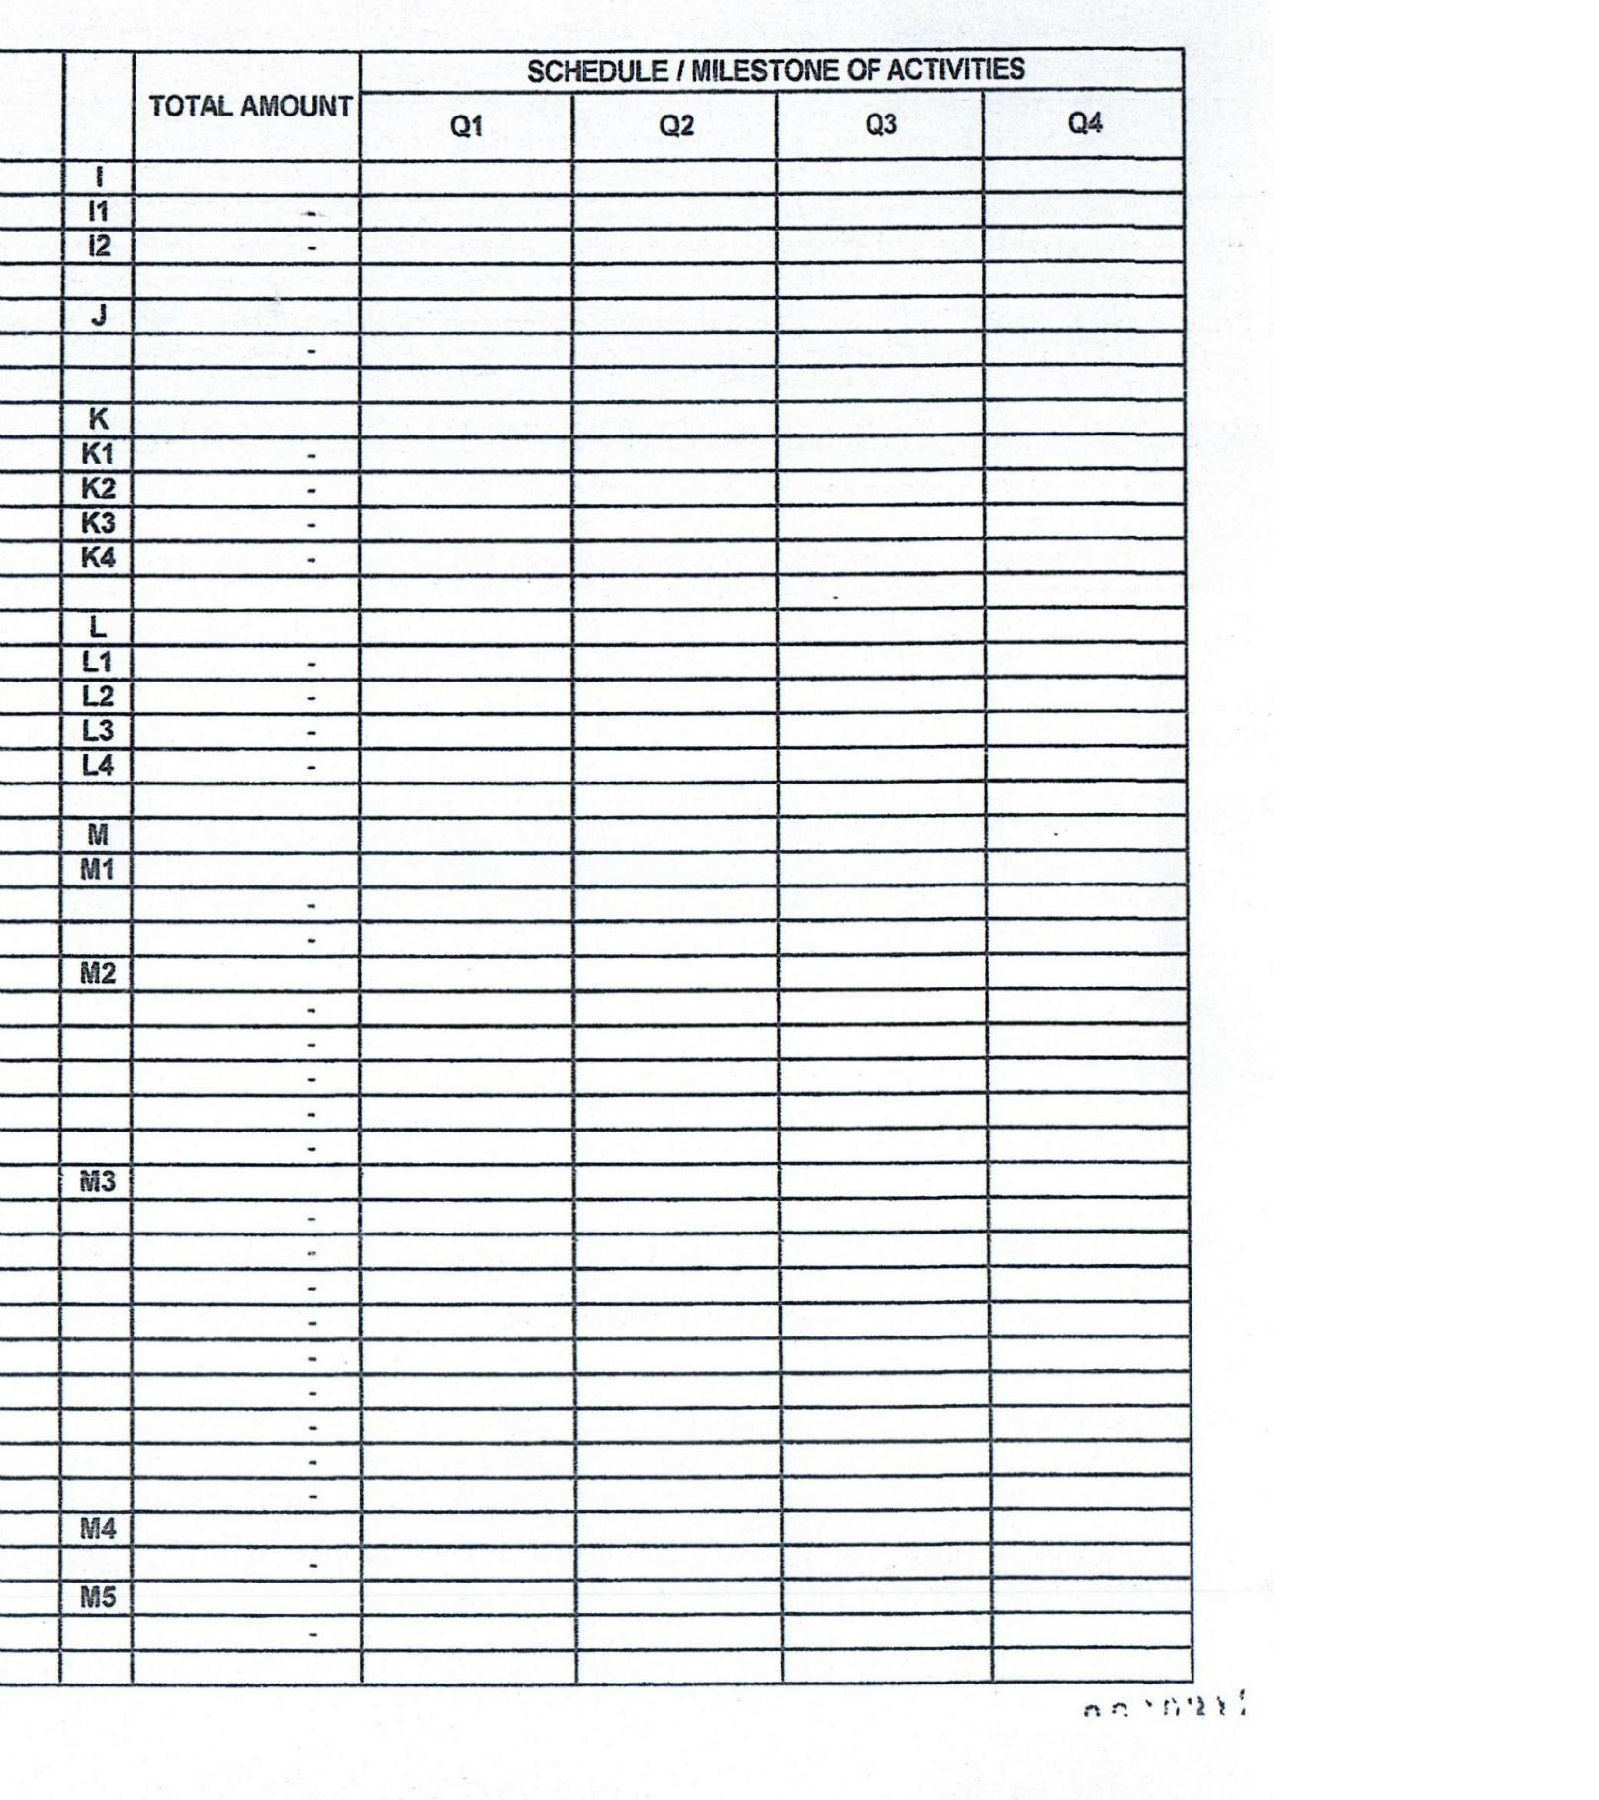 SCHEDULE / MILESTONE OF ACTIVITIES
TOTAL AMOUNT
Q1 Q2 Q3 Q4
I
I1 -
I2 -
J
-
K
K1 -
K2 -
K3 -
K4 -
L
L1 -
L2 -
L3 -
L4 -
M
M1
-
-
M2
-
-
-
-
-
M3
-
-
-
-
-
-
-
-
-
M4
-
M5
-